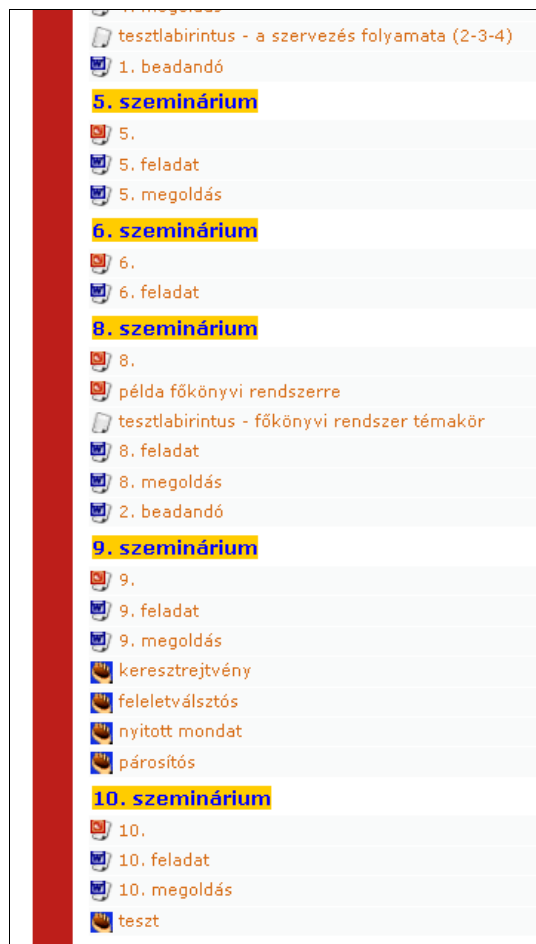 tesztlabirintus - a szervezés folyamata (2-3-4)
1. beadandó
5. szeminárium
5.
5. feladat
5. megoldás
6. szeminárium
6.
6. feladat
8. szeminárium
8.
példa főkönyvi rendszerre
tesztlabirintus - főkönyvi rendszer témakör
8. feladat
8. megoldás
2. beadandó
9. szeminárium
9.
9. feladat
9. megoldás
keresztrejtvény
feleletválsztós
nyitott mondat
párosítós
10. szeminárium
10.
10. feladat
10. megoldás
teszt